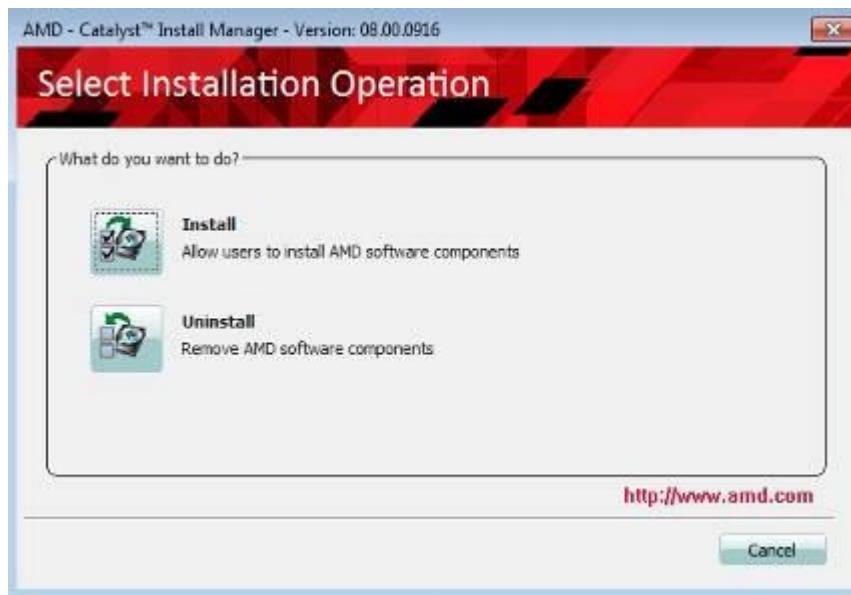 AMD - Catalyst™ Install Manager - Version: 08.00.0916
Select Installation Operation
What do you want to do?
Install
Allow users to install AMD software components
Uninstall
Remove AMD software components
http://www.amd.com
Cancel